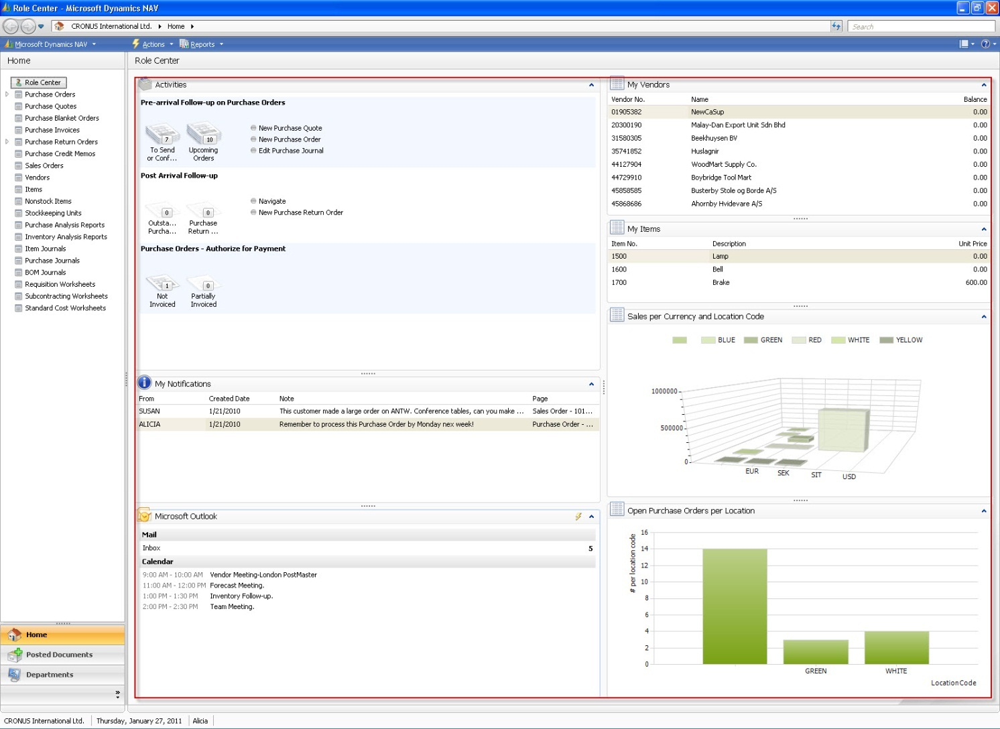 Role Center - Microsoft Dynamics NAV
CRONUS International Ltd. Home
Search
Microsoft Dynamics NAV
Actions Reports
Home
Role Center
Role Center
Purchase Orders
Purchase Quotes
Purchase Blanket Orders
Purchase Invoices
Purchase Return Orders
Purchase Credit Memos
Sales Orders
Vendors
Items
Nonstock Items
Stockkeeping Units
Purchase Analysis Reports
Inventory Analysis Reports
Item Journals
Purchase Journals
BOM Journals
Requisition Worksheets
Subcontracting Worksheets
Standard Cost Worksheets
Home
Posted Documents
Departments
Activities
Pre-arrival Follow-up on Purchase Orders
7
To Send
or Conf...
10
Upcoming
Orders
New Purchase Quote
New Purchase Order
Edit Purchase Journal
Post Arrival Follow-up
0
Outsta...
Purcha...
0
Purchase
Return ...
Navigate
New Purchase Return Order
Purchase Orders - Authorize for Payment
1
Not
Invoiced
0
Partially
Invoiced
My Notifications
From Created Date Note Page
SUSAN 1/21/2010 This customer made a large order on ANTW. Conference tables, can you make ... Sales Order - 101...
ALICIA 1/21/2010 Remember to process this Purchase Order by Monday nex week! Purchase Order - ...
Microsoft Outlook
Mail
Inbox 5
Calendar
9:00 AM - 10:00 AM Vendor Meeting-London PostMaster
11:00 AM - 12:00 PM Forecast Meeting.
1:00 PM - 1:30 PM Inventory Follow-up.
2:00 PM - 2:30 PM Team Meeting.
My Vendors
Vendor No. Name Balance
01905382 NewCaSup 0.00
20300190 Malay-Dan Export Unit Sdn Bhd 0.00
31580305 Beekhuysen BV 0.00
35741852 Huslagnir 0.00
44127904 WoodMart Supply Co. 0.00
44729910 Boybridge Tool Mart 0.00
45858585 Busterby Stole og Borde A/S 0.00
45868686 Ahornby Hvidevare A/S 0.00
My Items
Item No. Description Unit Price
1500 Lamp 0.00
1600 Bell 0.00
1700 Brake 600.00
Sales per Currency and Location Code
BLUE GREEN RED WHITE YELLOW
1000000
500000
0
EUR SEK SIT USD
Open Purchase Orders per Location
# per location code
16
14
12
10
8
6
4
2
0
GREEN WHITE
LocationCode
CRONUS International Ltd. Thursday, January 27, 2011 Alicia